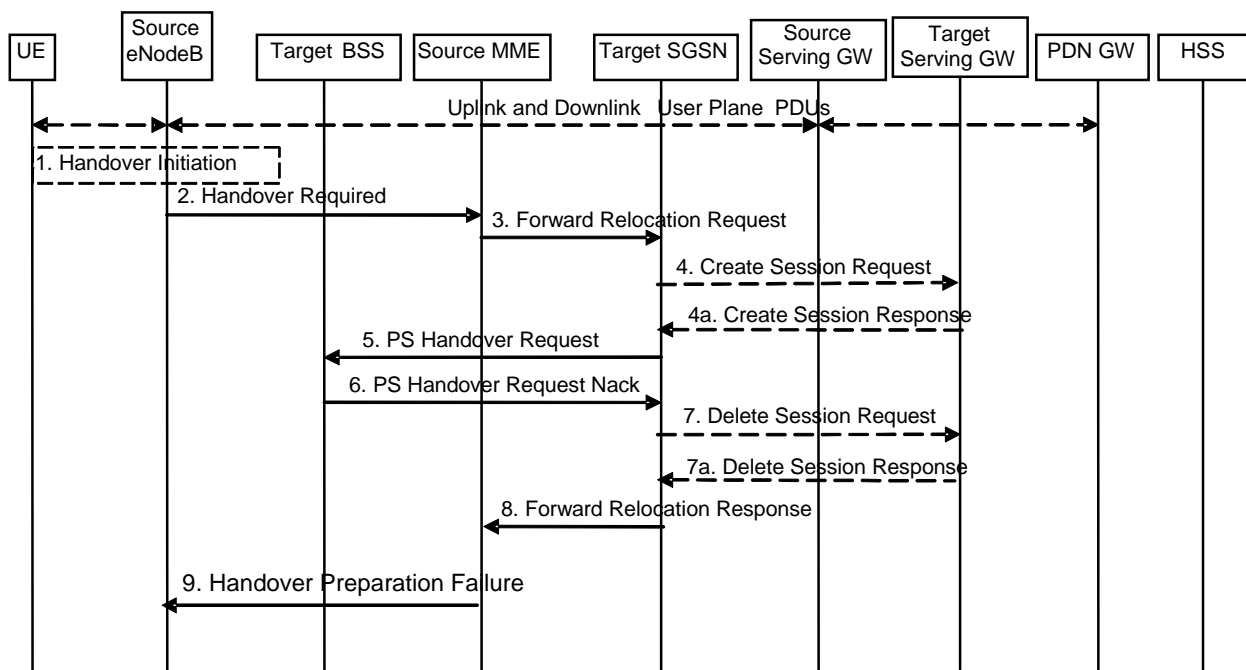 UE
Source
eNodeB
Target BSS
Source MME
Target SGSN
Source
Serving GW
Target
Serving GW
PDN GW
HSS
Uplink and Downlink User Plane PDUs
1. Handover Initiation
2. Handover Required
3. Forward Relocation Request
4. Create Session Request
4a. Create Session Response
5. PS Handover Request
6. PS Handover Request Nack
7. Delete Session Request
7a. Delete Session Response
8. Forward Relocation Response
9. Handover Preparation Failure